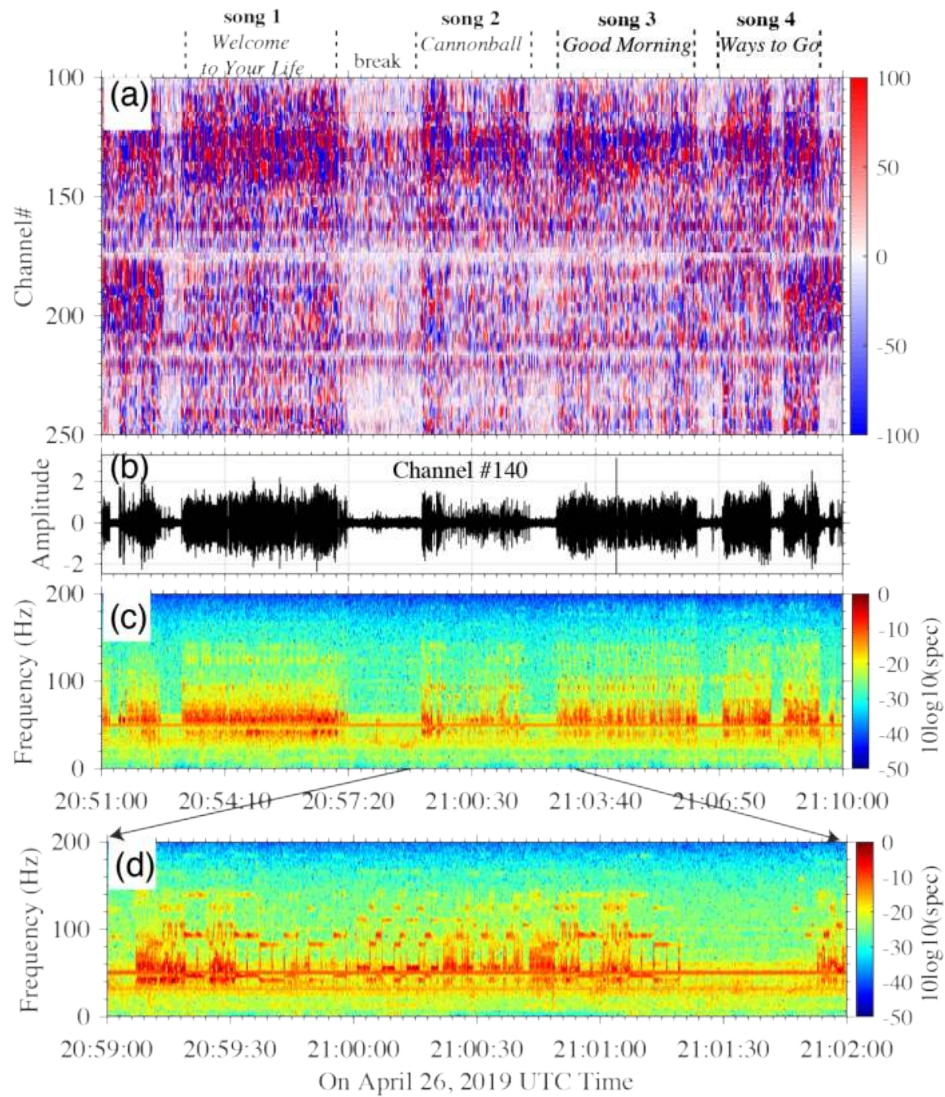 song 1 song 2 song 3 song 4
Welcome Cannonball Good Morning Ways to Go
to Your Life break
100 (a) 100
50
150
Channel#
0
200
-50
250 -100
(b) Channel #140
2
Amplitude
0
-2
200 (c) 0
-10
Frequency (Hz) 100 -20 10log10(spec)
-30
-40
0 -50
20:51:00 20:54:10 20:57:20 21:00:30 21:03:40 21:06:50 21:10:00
200 (d) 0
-10
Frequency (Hz) 100 -20 10log10(spec)
-30
-40
0 -50
20:59:00 20:59:30 21:00:00 21:00:30 21:01:00 21:01:30 21:02:00
On April 26, 2019 UTC Time